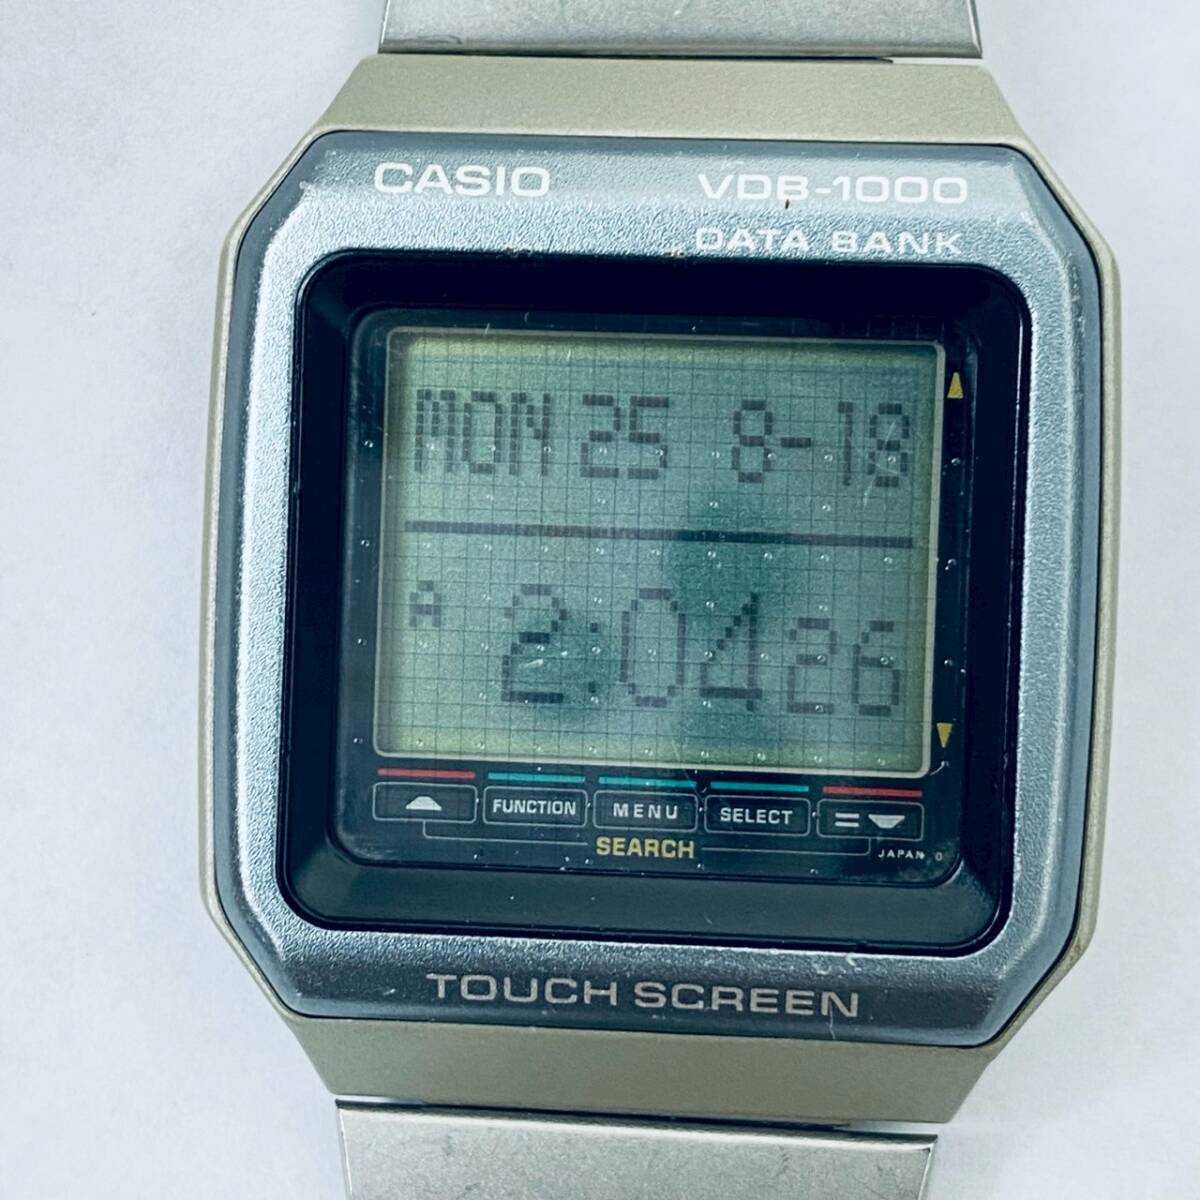 CASIO VDB-1000
DATA BANK
MON 25 8-18
A 2:04 26
FUNCTION MENU SELECT =
SEARCH
JAPAN 0
TOUCH SCREEN